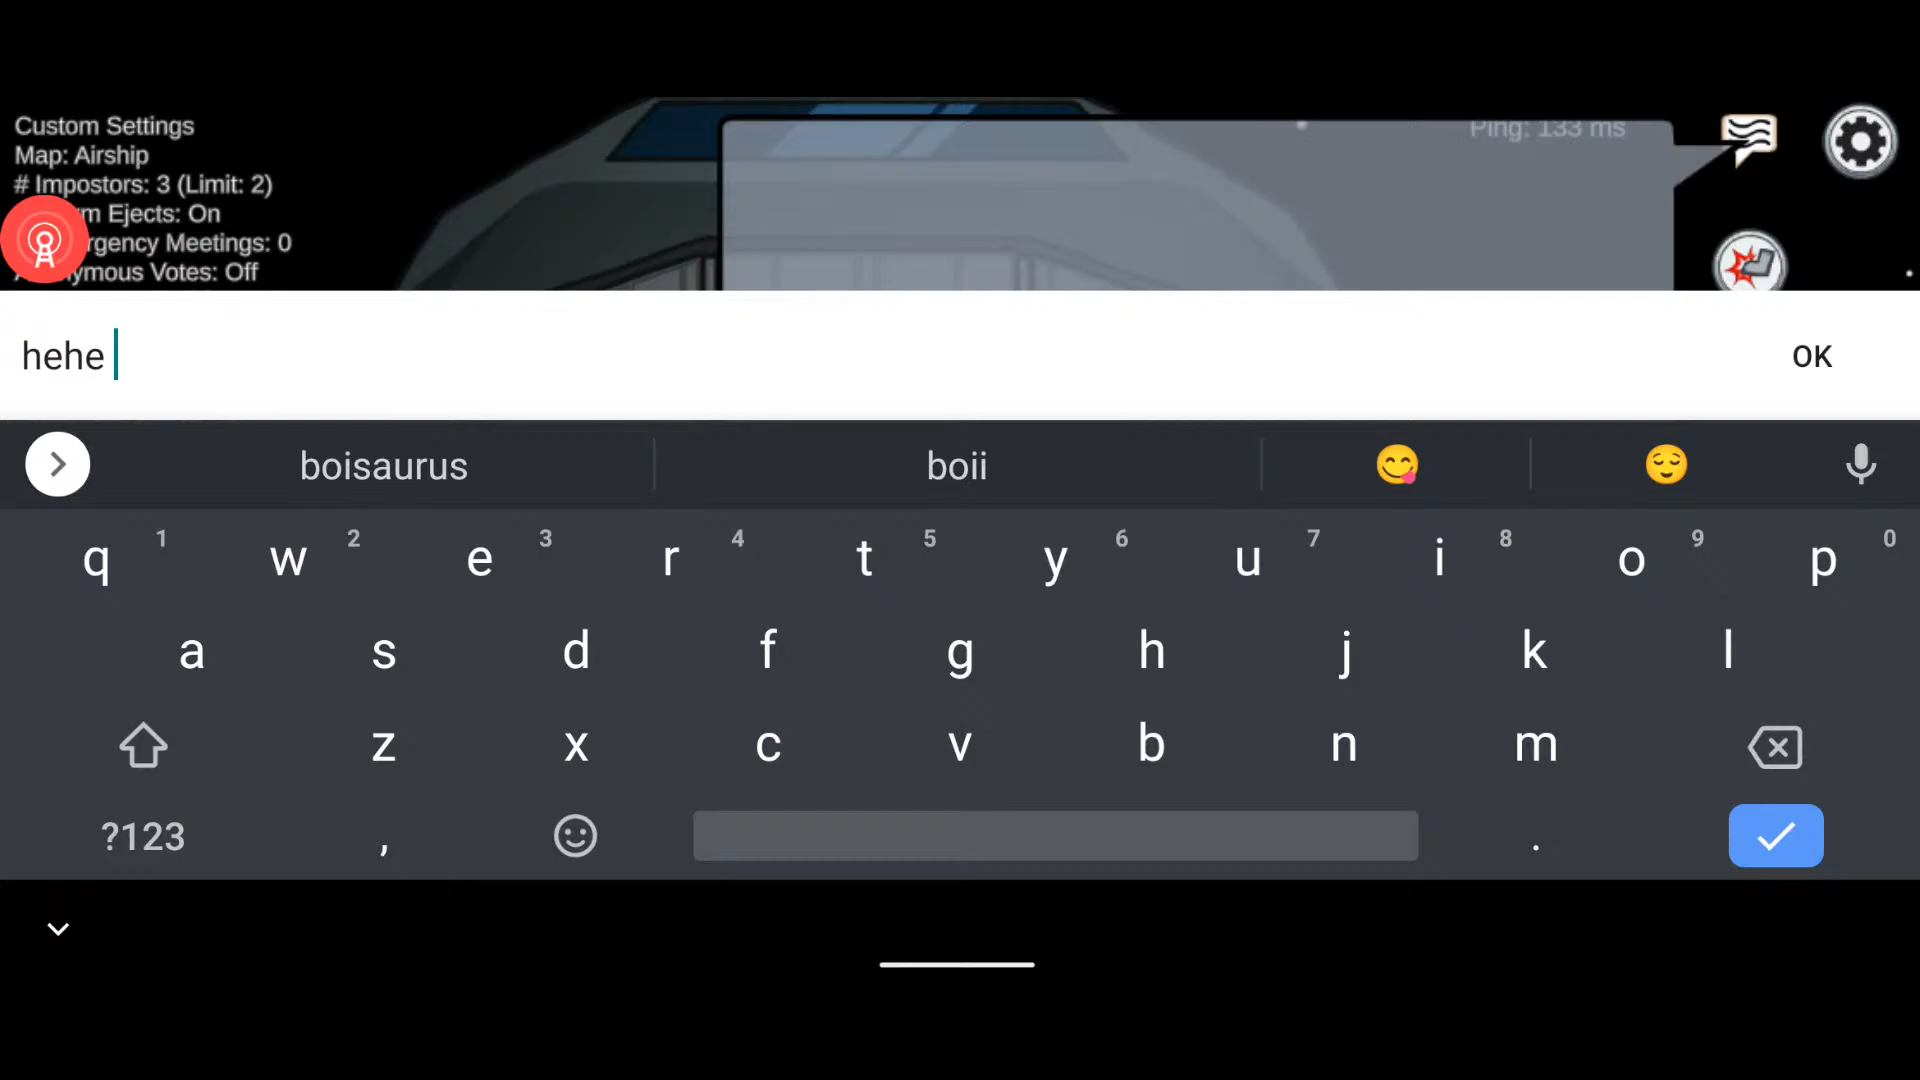 Custom Settings
Map: Airship
# Impostors: 3 (Limit: 2)
m Ejects: On
rgency Meetings: 0
ymous Votes: Off
Ping: 133 ms
hehe
OK
boisaurus boii 😋 😌
q 1 w 2 e 3 r 4 t 5 y 6 u 7 i 8 o 9 p 0
a s d f g h j k l
z x c v b n m
?123 , .